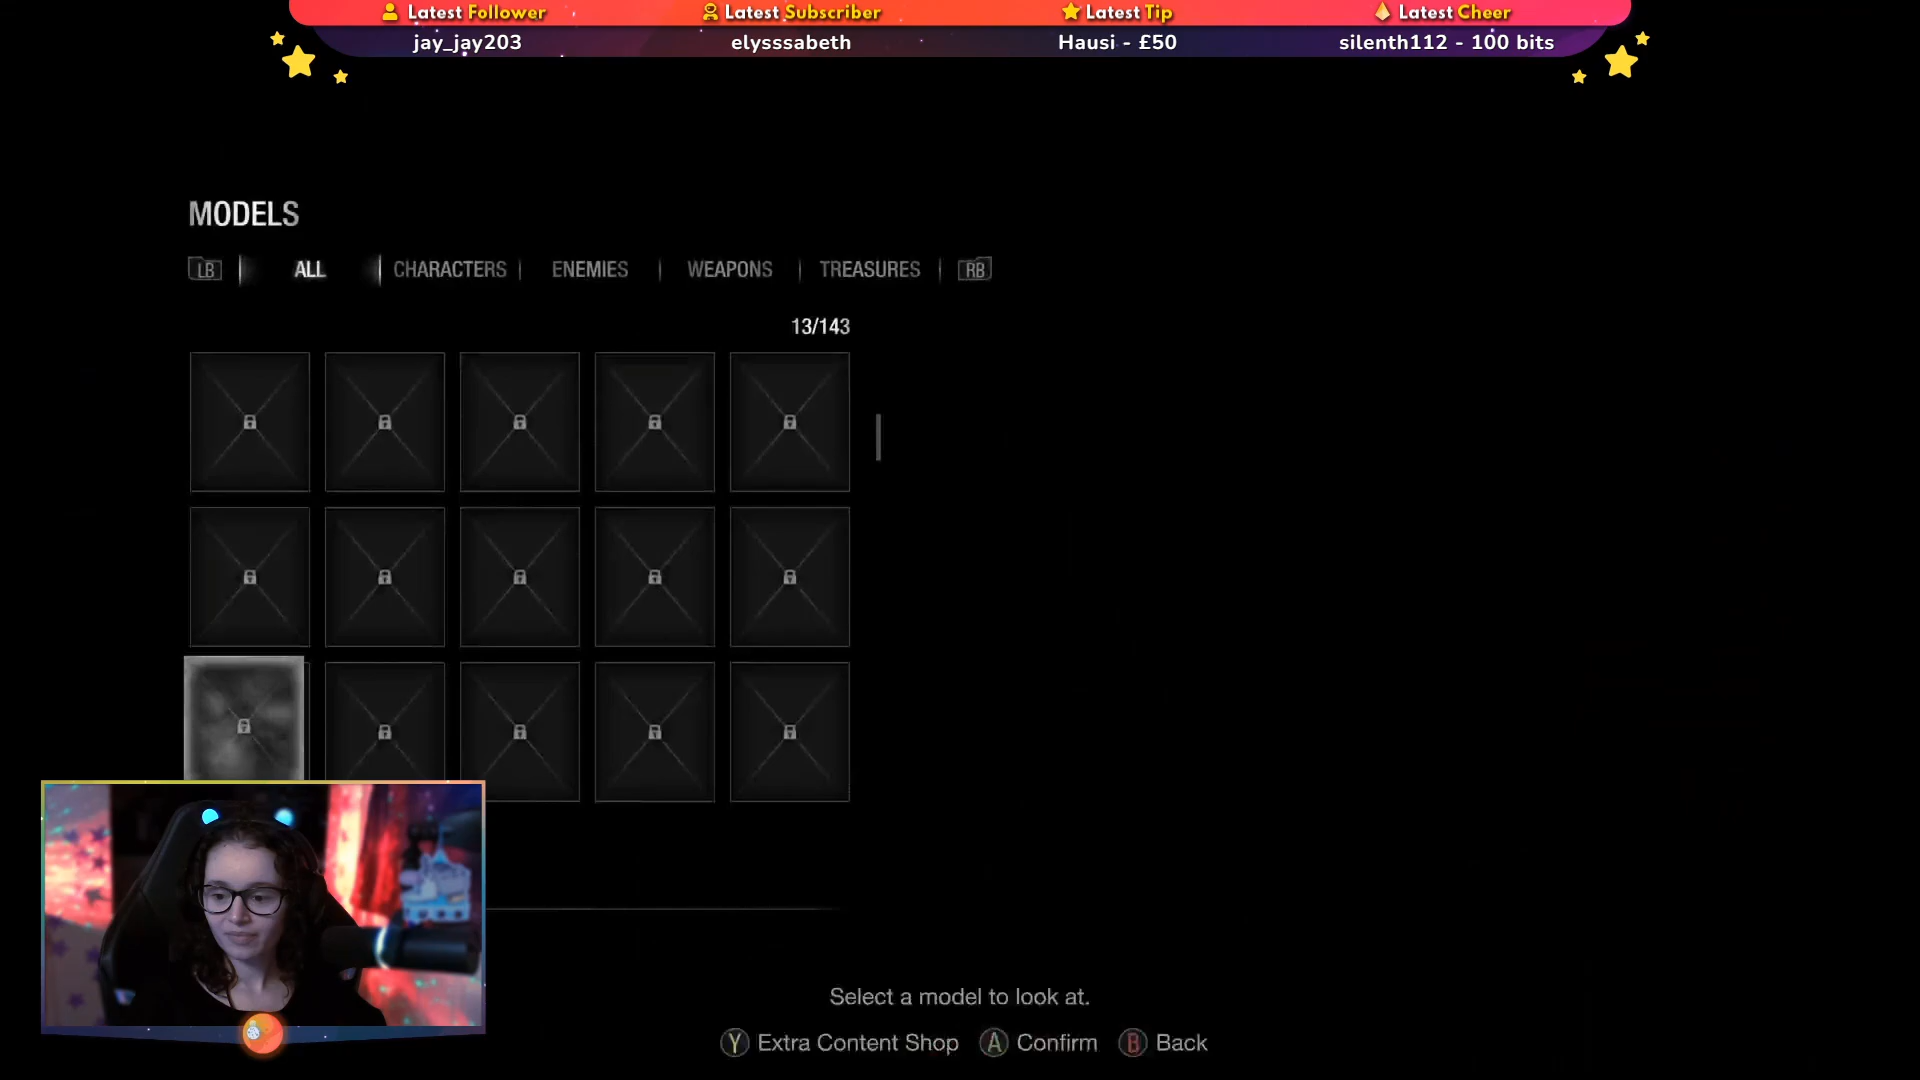 Latest Follower
jay_jay203
Latest Subscriber
elysssabeth
Latest Tip
Hausi - £50
Latest Cheer
silenth112 - 100 bits
MODELS
LB ALL CHARACTERS ENEMIES WEAPONS TREASURES RB
13/143
Select a model to look at.
Y Extra Content Shop A Confirm B Back